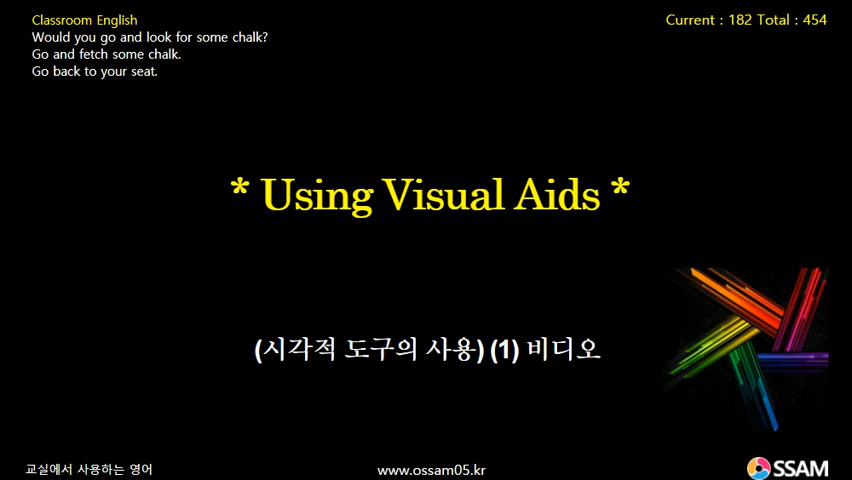 Classroom English
Current : 182 Total : 454
Would you go and look for some chalk?
Go and fetch some chalk.
Go back to your seat.
* Using Visual Aids *
(시각적 도구의 사용) (1) 비디오
교실에서 사용하는 영어
www.ossam05.kr
OSSAM